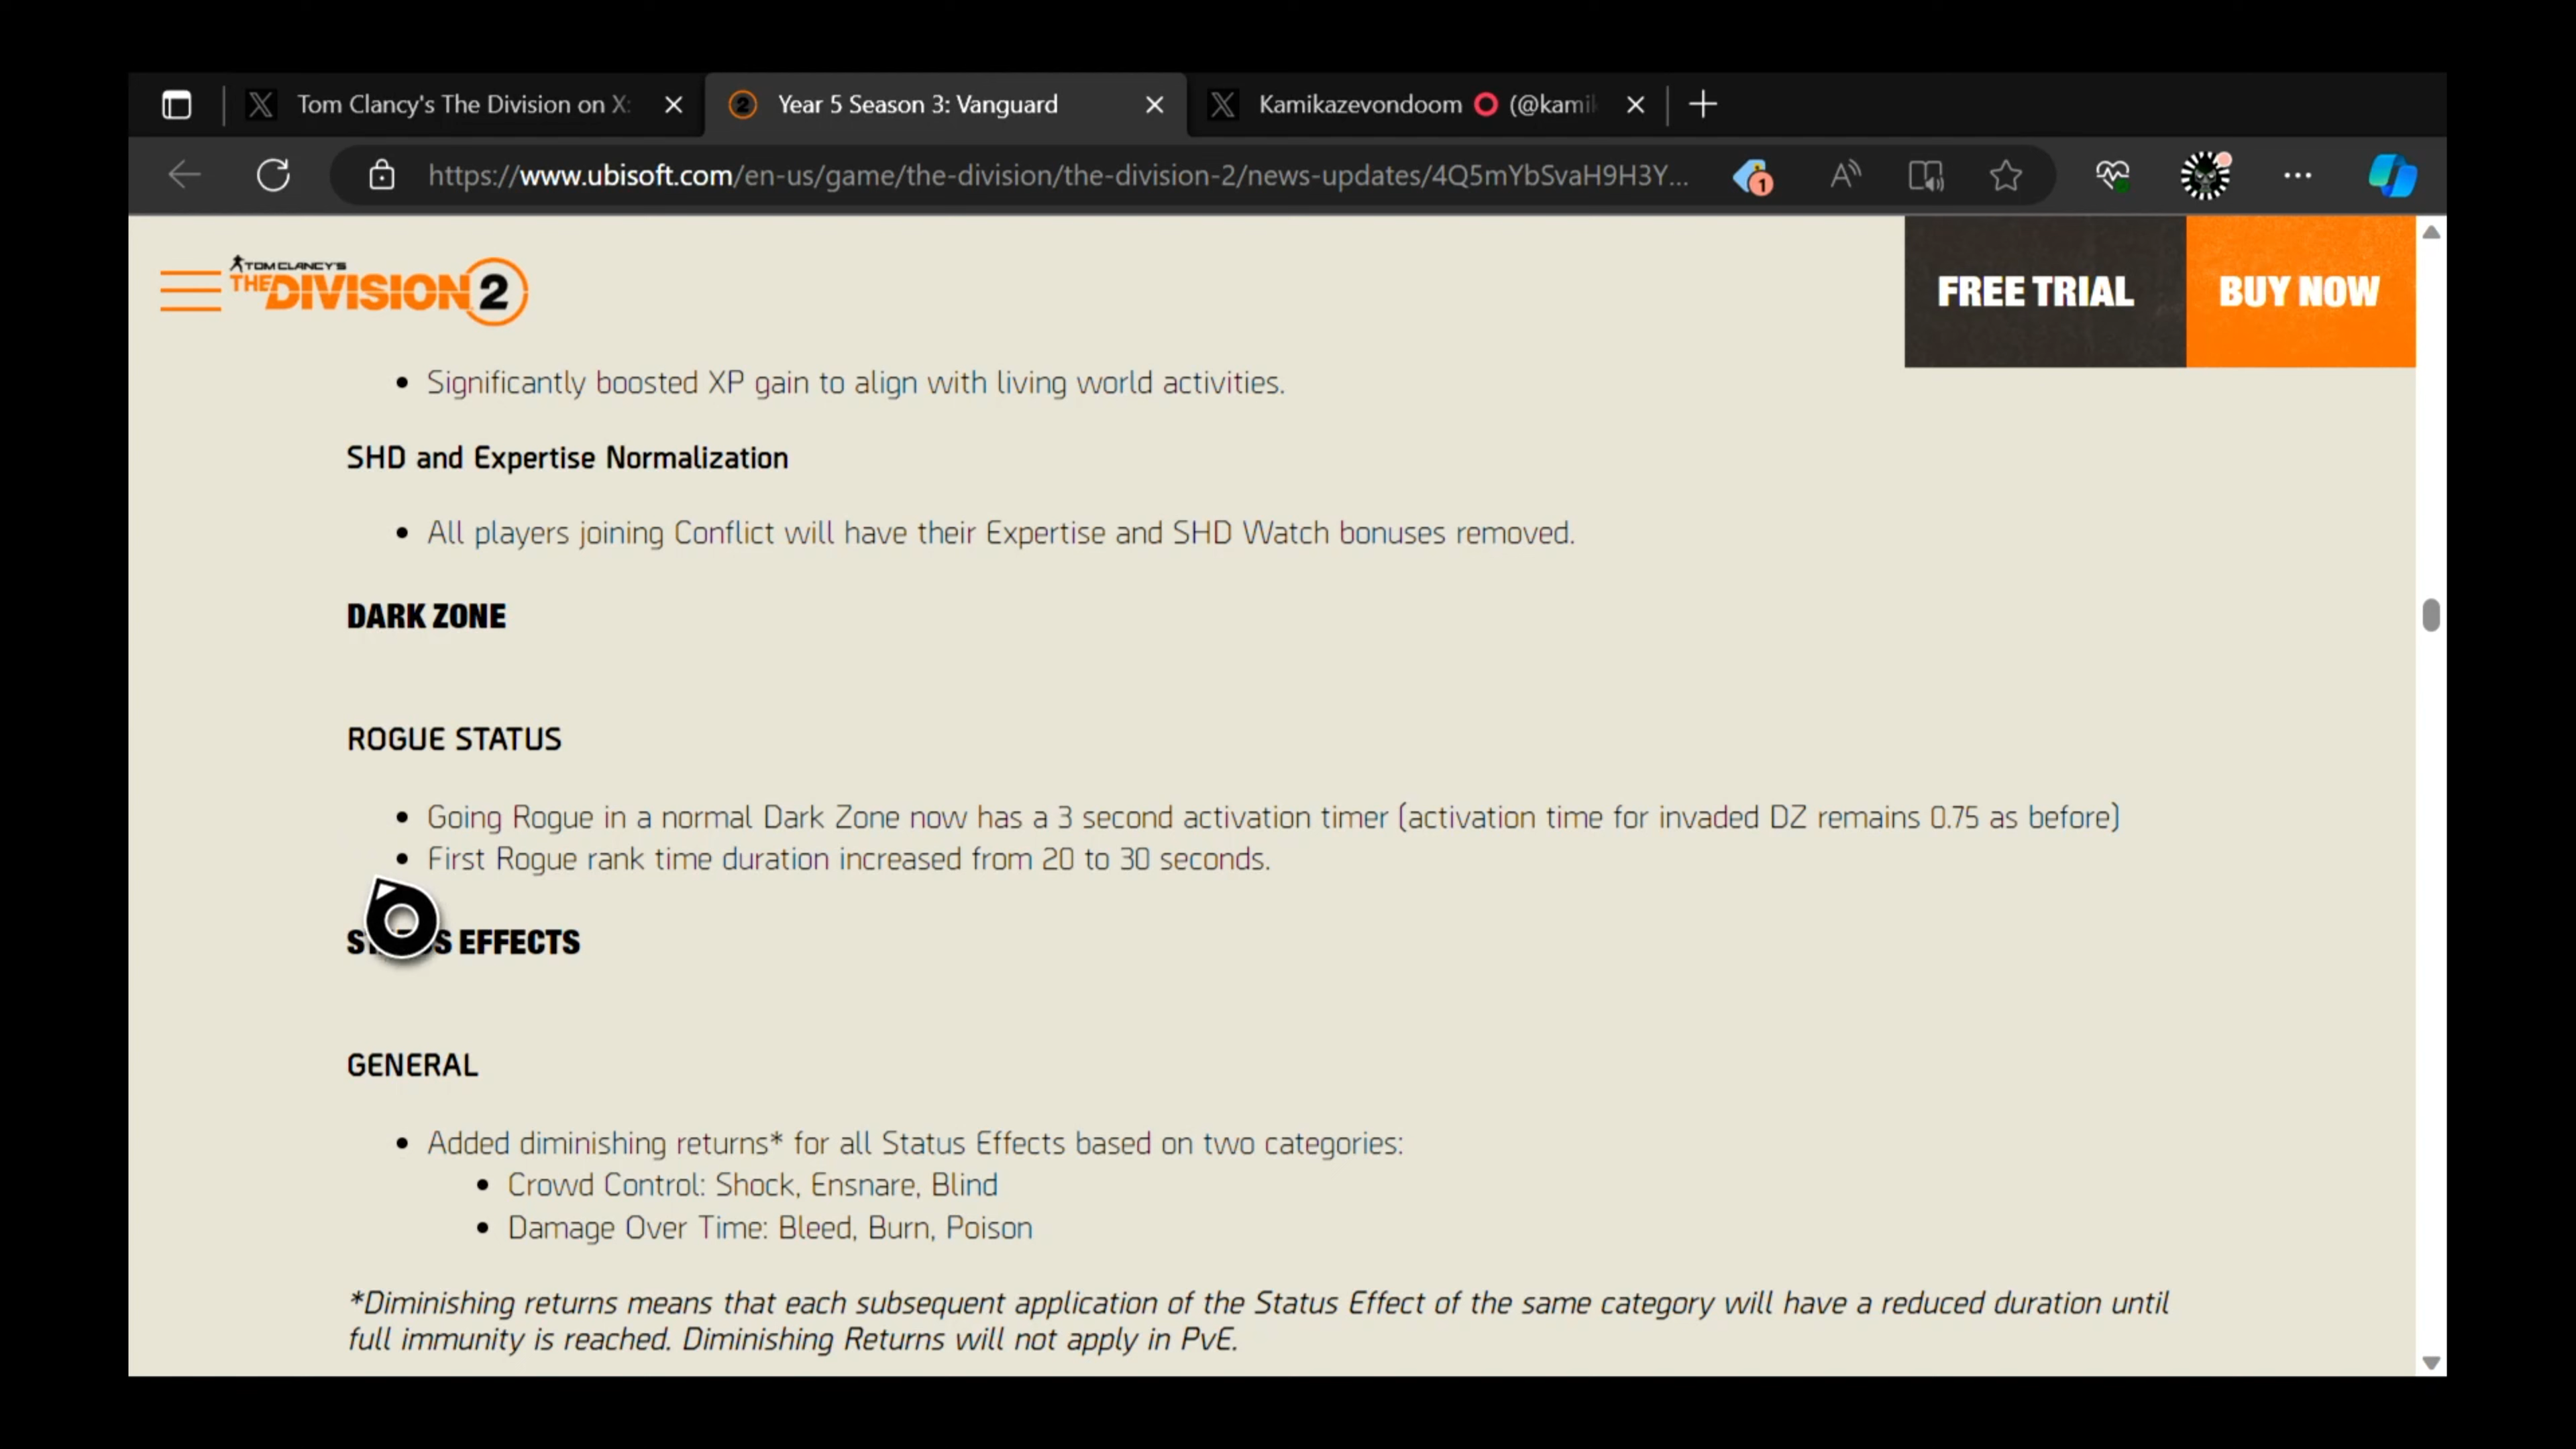 Tom Clancy's The Division on X:
Year 5 Season 3: Vanguard
Kamikazevondoom (@kamik
https://www.ubisoft.com/en-us/game/the-division/the-division-2/news-updates/4Q5mYbSvaH9H3Y...
1
TOM CLANCY'S
THE DIVISION 2
FREE TRIAL
BUY NOW
• Significantly boosted XP gain to align with living world activities.
SHD and Expertise Normalization
• All players joining Conflict will have their Expertise and SHD Watch bonuses removed.
DARK ZONE
ROGUE STATUS
• Going Rogue in a normal Dark Zone now has a 3 second activation timer (activation time for invaded DZ remains 0.75 as before)
• First Rogue rank time duration increased from 20 to 30 seconds.
STATUS EFFECTS
GENERAL
• Added diminishing returns* for all Status Effects based on two categories:
• Crowd Control: Shock, Ensnare, Blind
• Damage Over Time: Bleed, Burn, Poison
*Diminishing returns means that each subsequent application of the Status Effect of the same category will have a reduced duration until
full immunity is reached. Diminishing Returns will not apply in PvE.